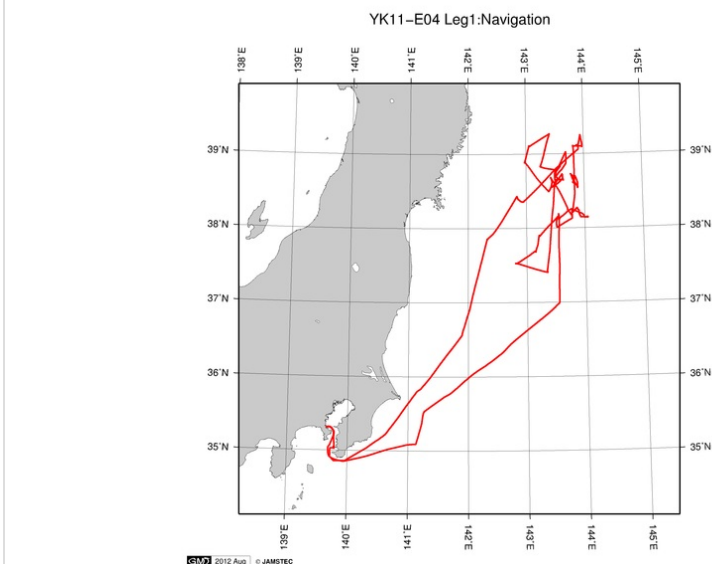 YK11−E04 Leg1:Navigation
138˚E 139˚E 140˚E 141˚E 142˚E 143˚E 144˚E 145˚E
39˚N 39˚N
38˚N 38˚N
37˚N 37˚N
36˚N 36˚N
35˚N 35˚N
139˚E 140˚E 141˚E 142˚E 143˚E 144˚E 145˚E
GMD 2012 Aug © JAMSTEC